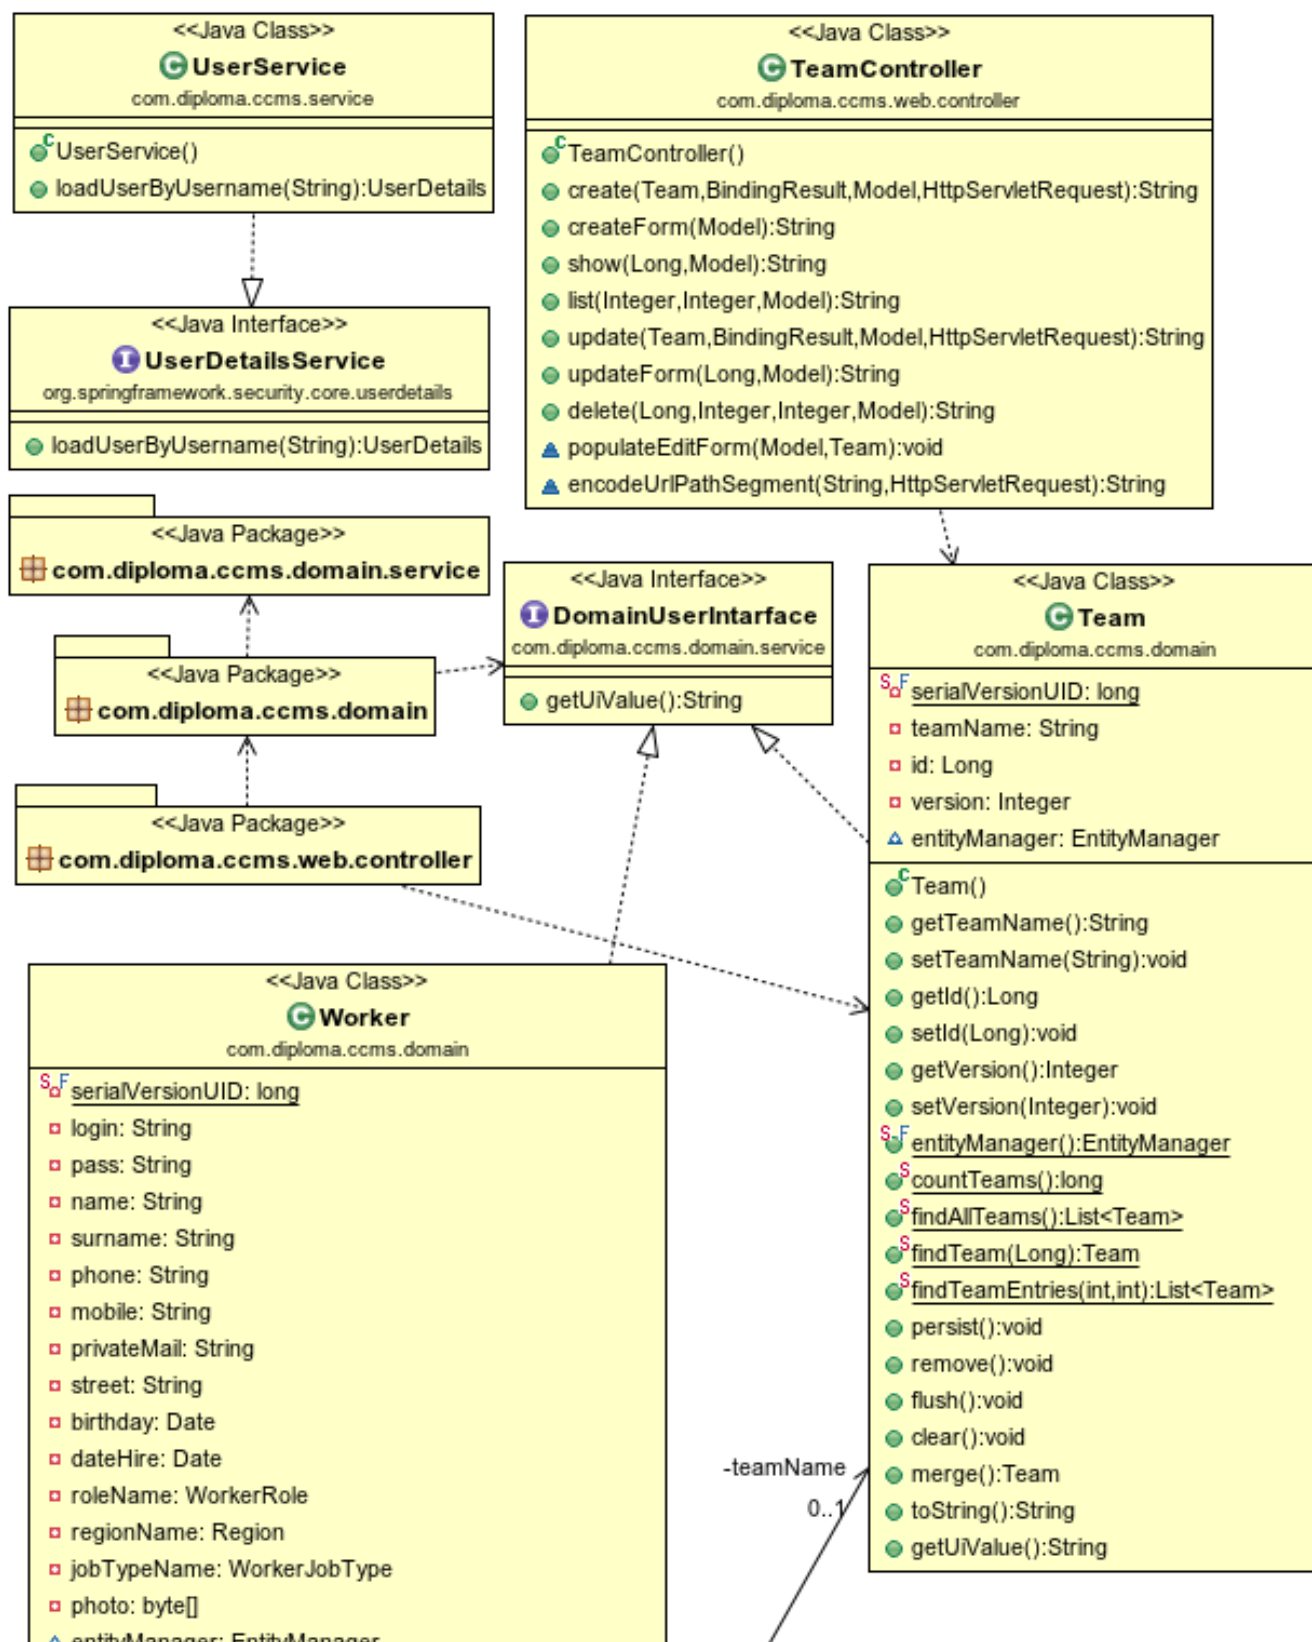 <<Java Class>>
UserService
com.diploma.ccms.service
UserService()
loadUserByUsername(String):UserDetails
<<Java Class>>
TeamController
com.diploma.ccms.web.controller
TeamController()
create(Team,BindingResult,Model,HttpServletRequest):String
createForm(Model):String
show(Long,Model):String
list(Integer,Integer,Model):String
update(Team,BindingResult,Model,HttpServletRequest):String
updateForm(Long,Model):String
delete(Long,Integer,Integer,Model):String
populateEditForm(Model,Team):void
encodeUrlPathSegment(String,HttpServletRequest):String
<<Java Interface>>
UserDetailsService
org.springframework.security.core.userdetails
loadUserByUsername(String):UserDetails
<<Java Package>>
com.diploma.ccms.domain.service
<<Java Package>>
com.diploma.ccms.domain
<<Java Package>>
com.diploma.ccms.web.controller
<<Java Interface>>
DomainUserIntarface
com.diploma.ccms.domain.service
getUiValue():String
<<Java Class>>
Team
com.diploma.ccms.domain
serialVersionUID: long
teamName: String
id: Long
version: Integer
entityManager: EntityManager
Team()
getTeamName():String
setTeamName(String):void
getId():Long
setId(Long):void
getVersion():Integer
setVersion(Integer):void
entityManager():EntityManager
countTeams():long
findAllTeams():List<Team>
findTeam(Long):Team
findTeamEntries(int,int):List<Team>
persist():void
remove():void
flush():void
clear():void
merge():Team
toString():String
getUiValue():String
<<Java Class>>
Worker
com.diploma.ccms.domain
serialVersionUID: long
login: String
pass: String
name: String
surname: String
phone: String
mobile: String
privateMail: String
street: String
birthday: Date
dateHire: Date
roleName: WorkerRole
regionName: Region
jobTypeName: WorkerJobType
photo: byte[]
entityManager: EntityManager
-teamName
0..1